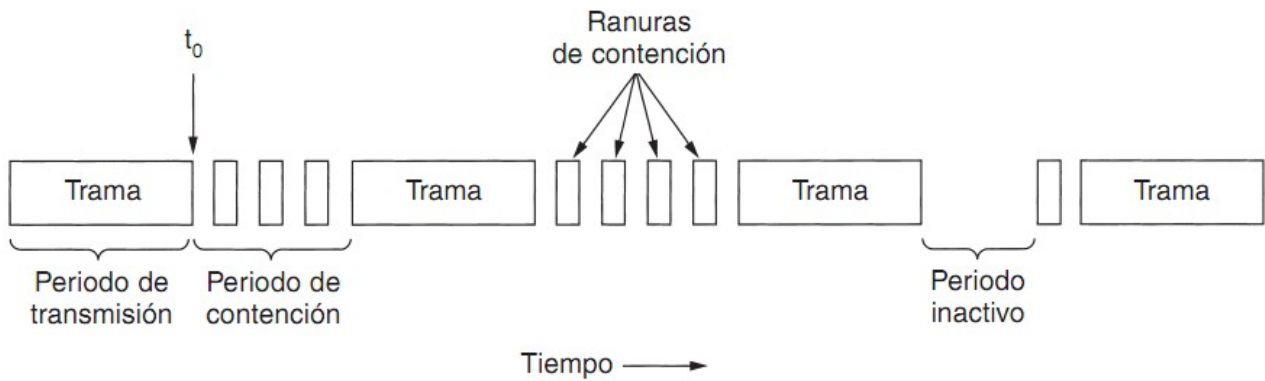 Ranuras
de contención
t₀
Trama
Trama
Trama
Trama
Periodo de
transmisión
Periodo de
contención
Periodo
inactivo
Tiempo